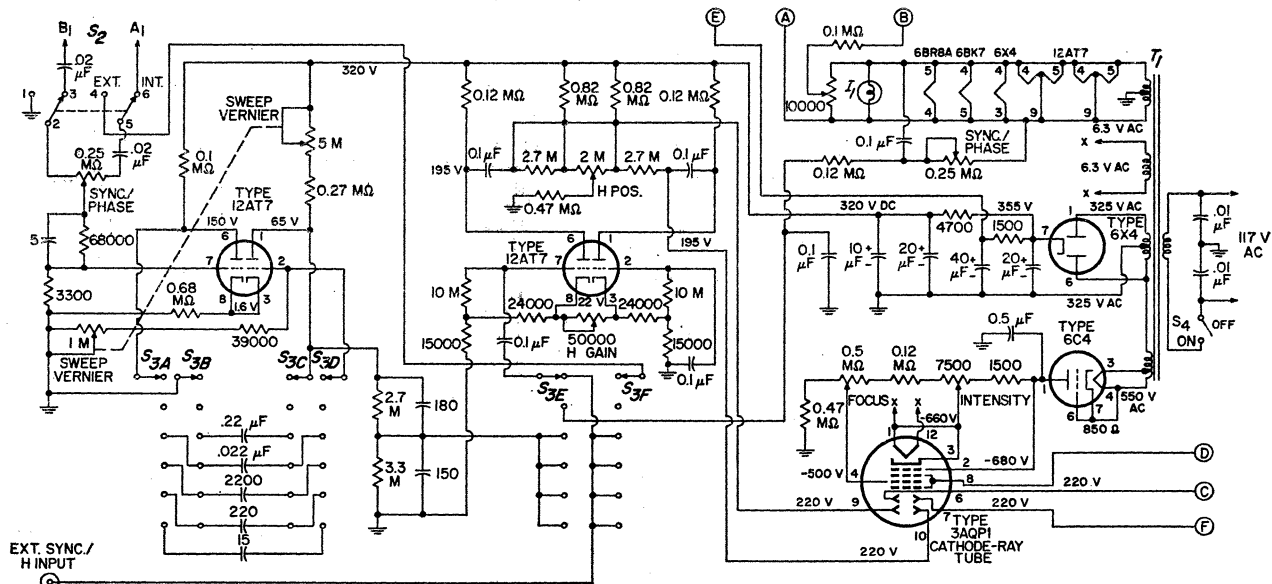 B1 S2 A1
.02 µF
EXT. INT.
1 3 4 6
2 5
.02 µF
0.25 MΩ
SYNC./ PHASE
5
68000
3300
0.1 MΩ
SWEEP VERNIER
320 V
5 M
0.27 MΩ
TYPE 12AT7
150 V 65 V
6 1
7 2
8 3
1.6 V
0.68 MΩ
1 M
39000
SWEEP VERNIER
S3A S3B S3C S3D
.22 µF
.022 µF
2200
220
15
2.7 M
180
3.3 M
150
EXT. SYNC./ H INPUT
0.12 MΩ
0.82 MΩ
0.82 MΩ
0.12 MΩ
195 V
0.1 µF
2.7 M
2 M
2.7 M
0.1 µF
H POS.
0.47 MΩ
195 V
TYPE 12AT7
6 1
7 2
8 3
22 V
10 M
24000
24000
10 M
15000
50000
H GAIN
15000
0.1 µF
0.1 µF
S3E S3F
E A B
0.1 MΩ
10000
I1
6BR8A 6BK7 6X4 12AT7
5 4 4 4 5 4 5
4 5 3 9 9
T1
6.3 V AC
X
6.3 V AC
X
0.1 µF
SYNC./ PHASE
0.12 MΩ
0.25 MΩ
320 V DC
355 V
4700
1500
0.1 µF
10 µF
20 µF
40 µF
20 µF
+ −
7 1 6
325 V AC
TYPE 6X4
325 V AC
.01 µF
.01 µF
117 V AC
S4
OFF
ON
0.5 µF
TYPE 6C4
1 3 4
6 7
550 V AC
850 Ω
0.5 MΩ
0.12 MΩ
7500
1500
FOCUS
X X
INTENSITY
0.47 MΩ
-660 V
1 12 3
-500 V
4
2
-680 V
8
6
9
7
10
220 V
220 V
220 V
220 V
TYPE 3AQP1 CATHODE-RAY TUBE
D
C
F